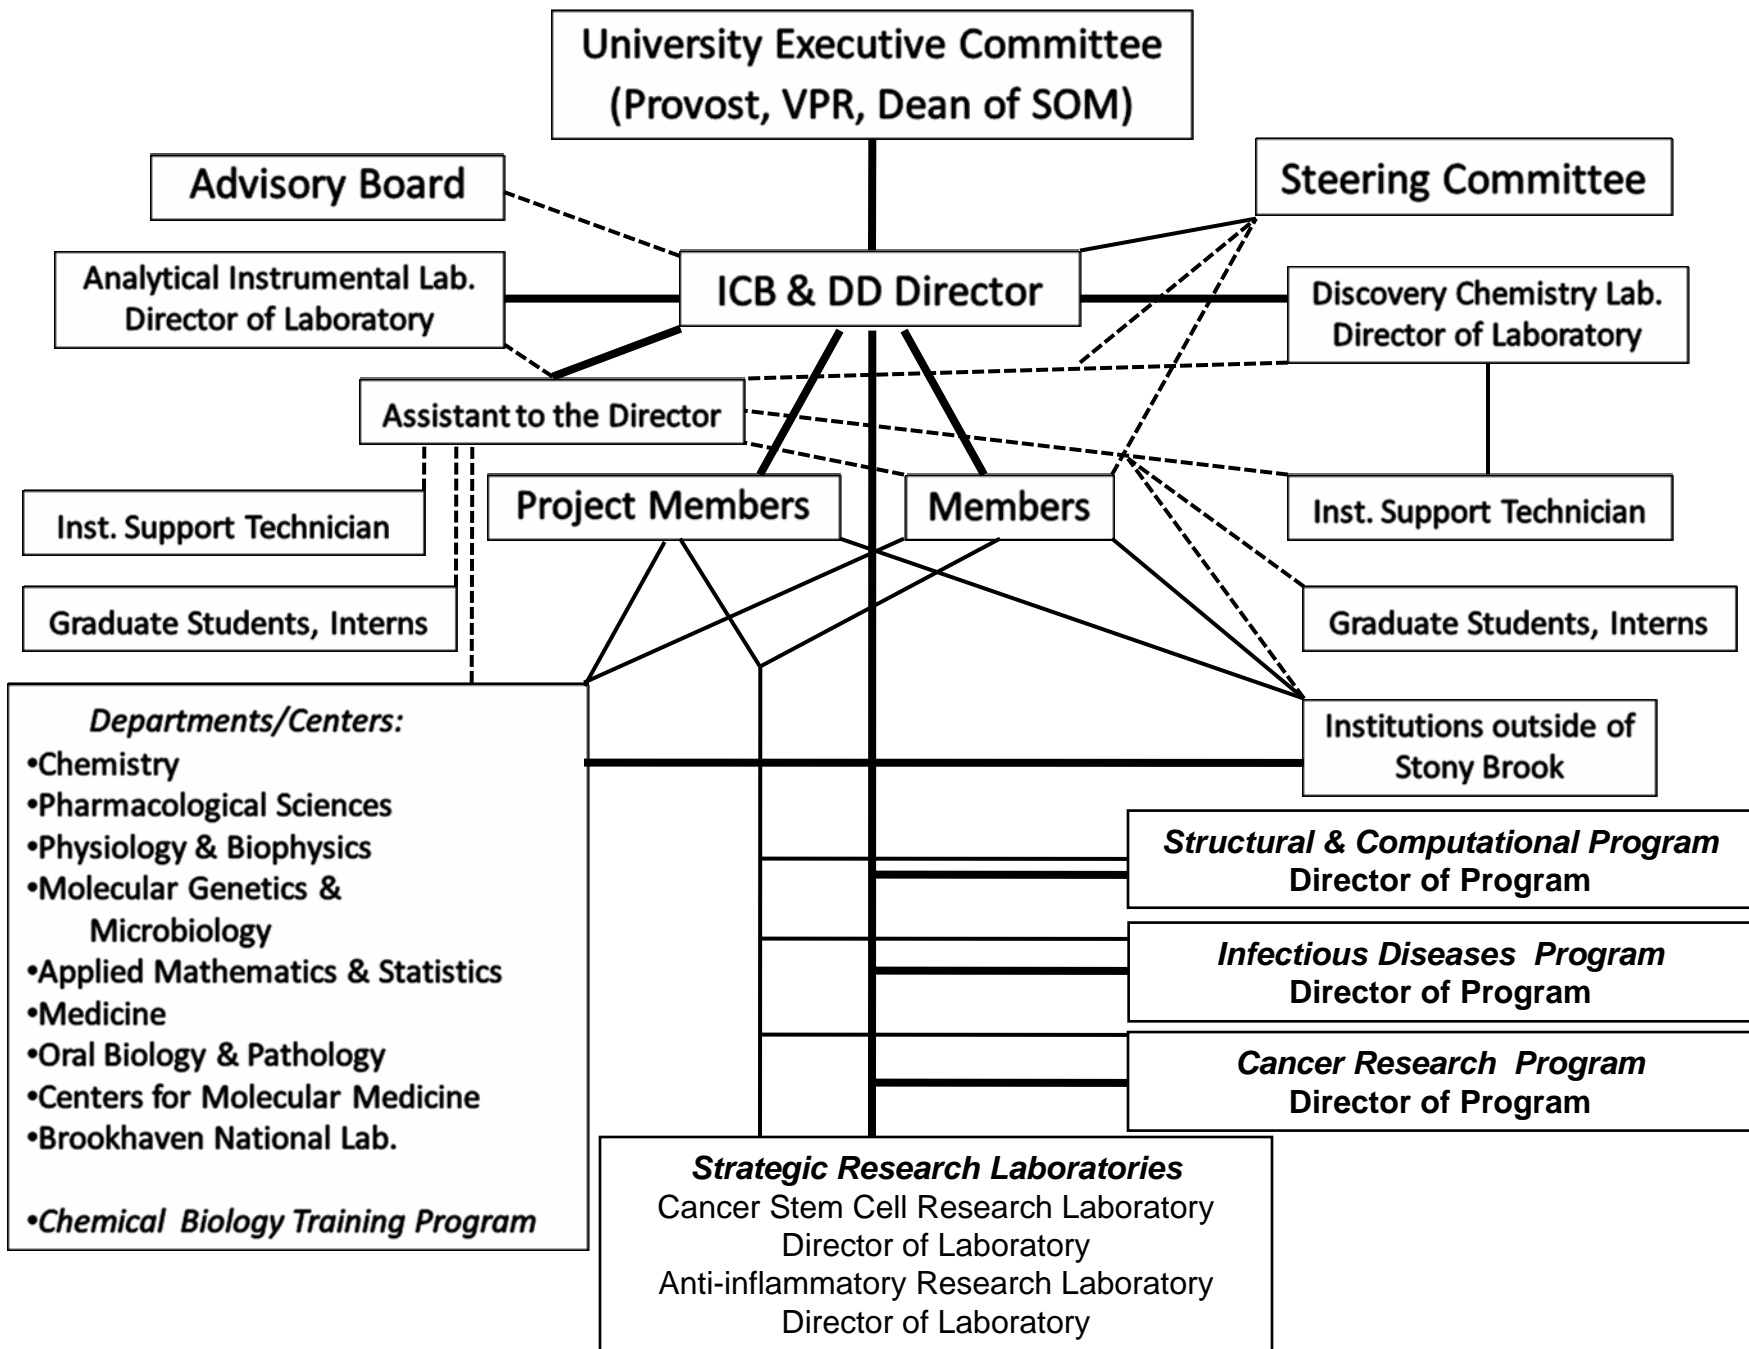 University Executive Committee
(Provost, VPR, Dean of SOM)
Advisory Board
Steering Committee
Analytical Instrumental Lab.
Director of Laboratory
ICB & DD Director
Discovery Chemistry Lab.
Director of Laboratory
Assistant to the Director
Inst. Support Technician
Project Members
Members
Inst. Support Technician
Graduate Students, Interns
Graduate Students, Interns
Departments/Centers:
•Chemistry
•Pharmacological Sciences
•Physiology & Biophysics
•Molecular Genetics &
Microbiology
•Applied Mathematics & Statistics
•Medicine
•Oral Biology & Pathology
•Centers for Molecular Medicine
•Brookhaven National Lab.
•Chemical Biology Training Program
Institutions outside of
Stony Brook
Structural & Computational Program
Director of Program
Infectious Diseases Program
Director of Program
Cancer Research Program
Director of Program
Strategic Research Laboratories
Cancer Stem Cell Research Laboratory
Director of Laboratory
Anti-inflammatory Research Laboratory
Director of Laboratory